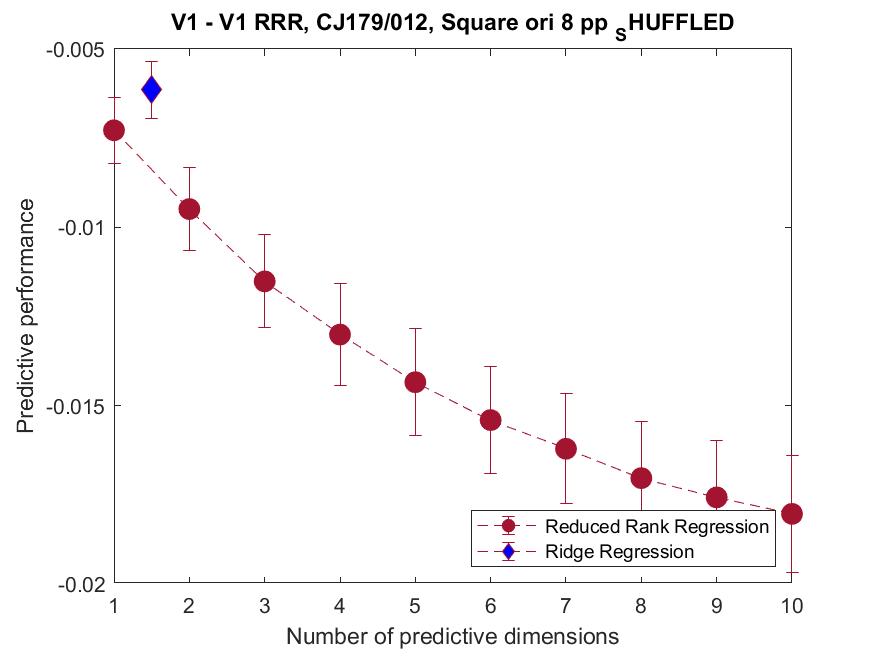 V1 - V1 RRR, CJ179/012, Square ori 8 pp SHUFFLED
-0.005
-0.01
-0.015
-0.02
Predictive performance
Reduced Rank Regression
Ridge Regression
1 2 3 4 5 6 7 8 9 10
Number of predictive dimensions